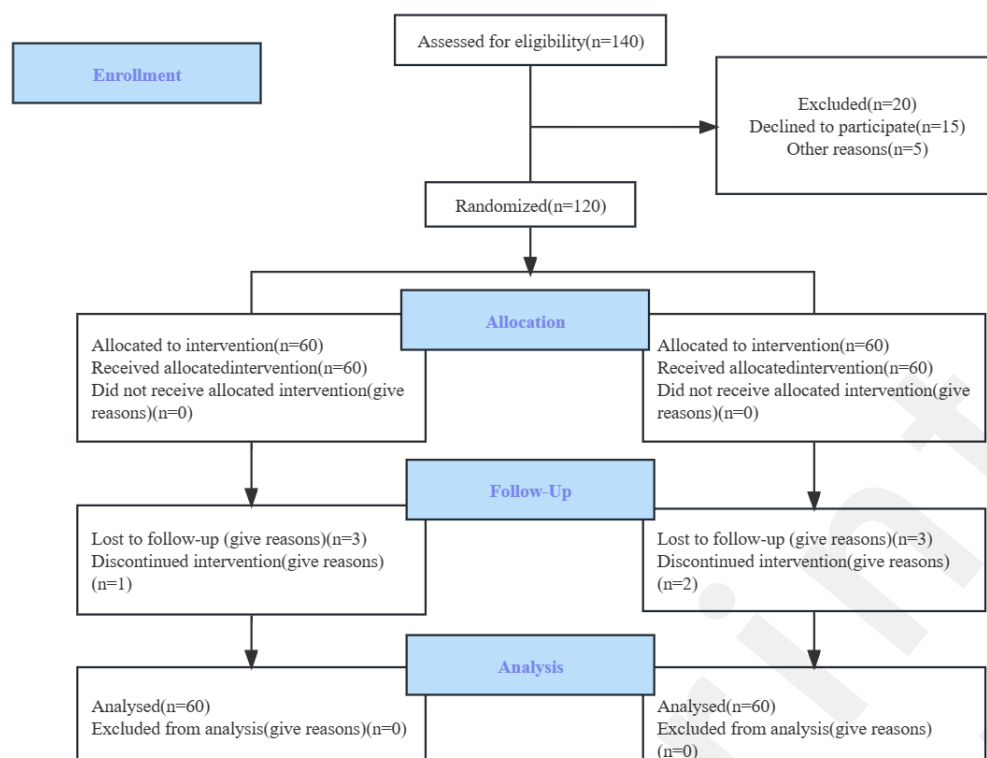 Assessed for eligibility(n=140)
Enrollment
Excluded(n=20)
Declined to participate(n=15)
Other reasons(n=5)
Randomized(n=120)
Allocation
Allocated to intervention(n=60)
Received allocatedintervention(n=60)
Did not receive allocated intervention(give
reasons)(n=0)
Allocated to intervention(n=60)
Received allocatedintervention(n=60)
Did not receive allocated intervention(give
reasons)(n=0)
Follow-Up
Lost to follow-up (give reasons)(n=3)
Discontinued intervention(give reasons)
(n=1)
Lost to follow-up (give reasons)(n=3)
Discontinued intervention(give reasons)
(n=2)
Analysis
Analysed(n=60)
Excluded from analysis(give reasons)(n=0)
Analysed(n=60)
Excluded from analysis(give reasons)
(n=0)
rint